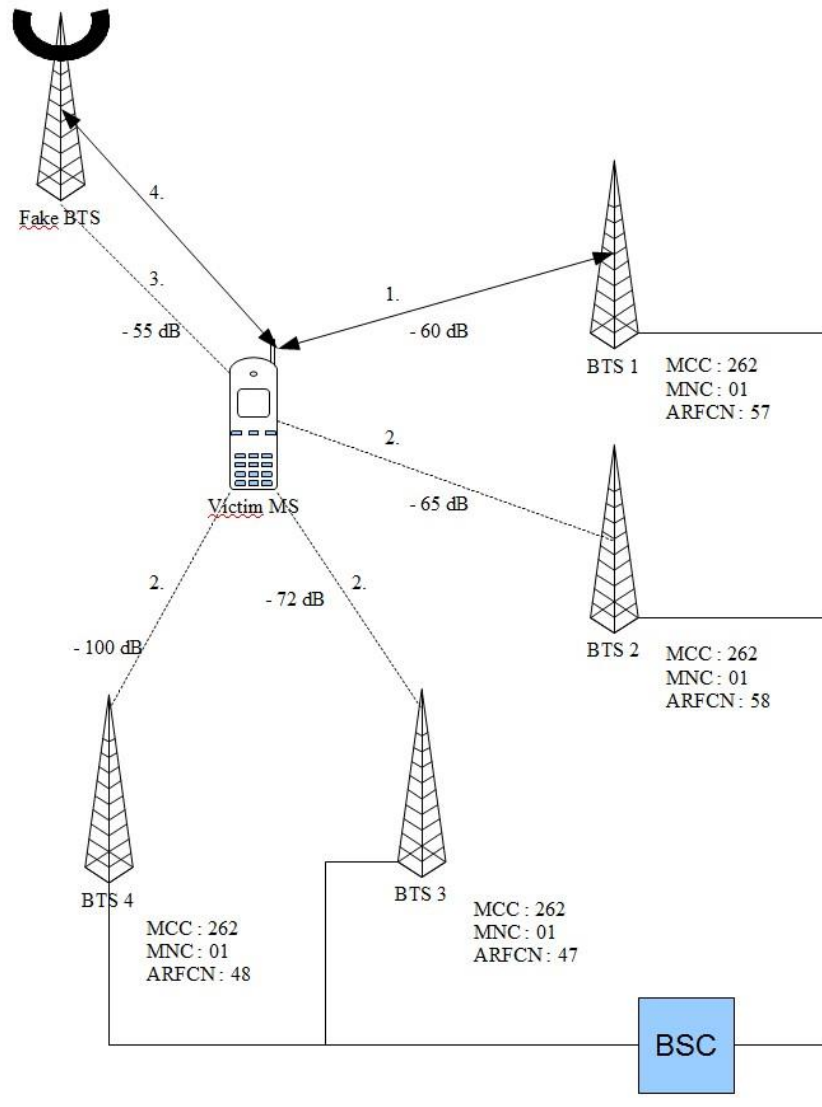 4.
Fake BTS
3.
- 55 dB
1.
- 60 dB
BTS 1
MCC : 262
MNC : 01
ARFCN : 57
2.
- 65 dB
Victim MS
2.
- 100 dB
2.
- 72 dB
BTS 2
MCC : 262
MNC : 01
ARFCN : 58
BTS 4
MCC : 262
MNC : 01
ARFCN : 48
BTS 3
MCC : 262
MNC : 01
ARFCN : 47
BSC